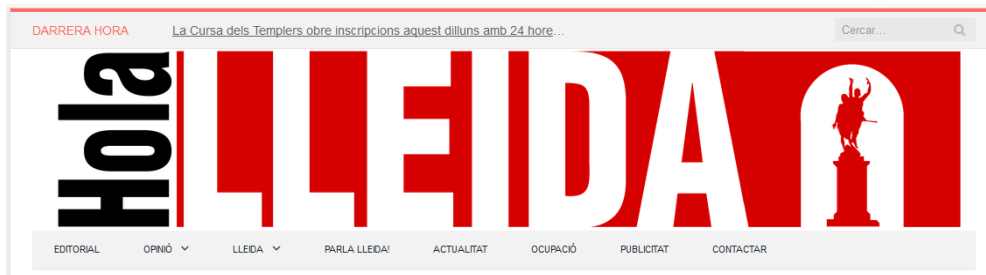 DARRERA HORA La Cursa dels Templers obre inscripcions aquest dilluns amb 24 hore... Cercar...
Hola LLEIDA
EDITORIAL OPINIÓ LLEIDA PARLA LLEIDA! ACTUALITAT OCUPACIÓ PUBLICITAT CONTACTAR